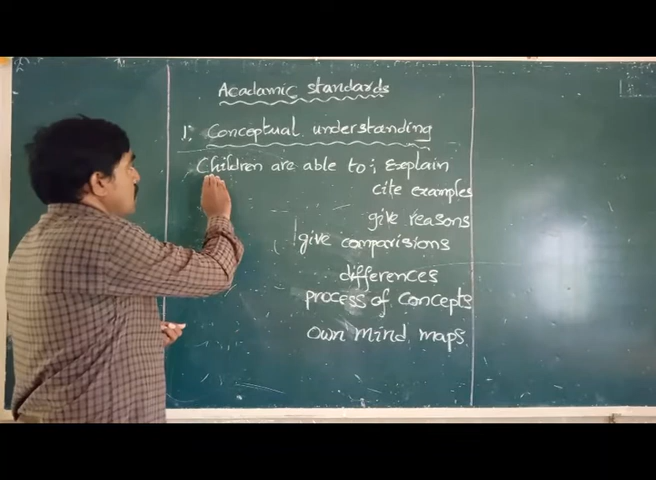 Acadamic standards
1; Conceptual understanding
Children are able to; Explain
cite examples
give reasons
give comparisions
differences
process of concepts
own mind maps